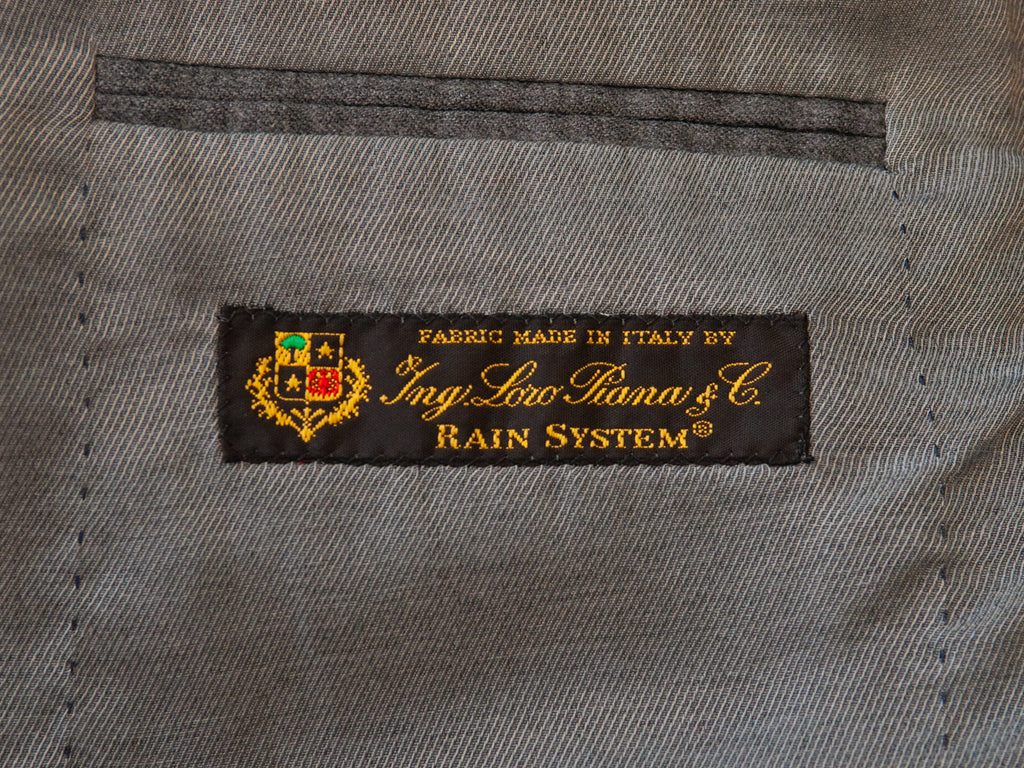 FABRIC MADE IN ITALY BY
Ing. Loro Piana & C.
RAIN SYSTEM®